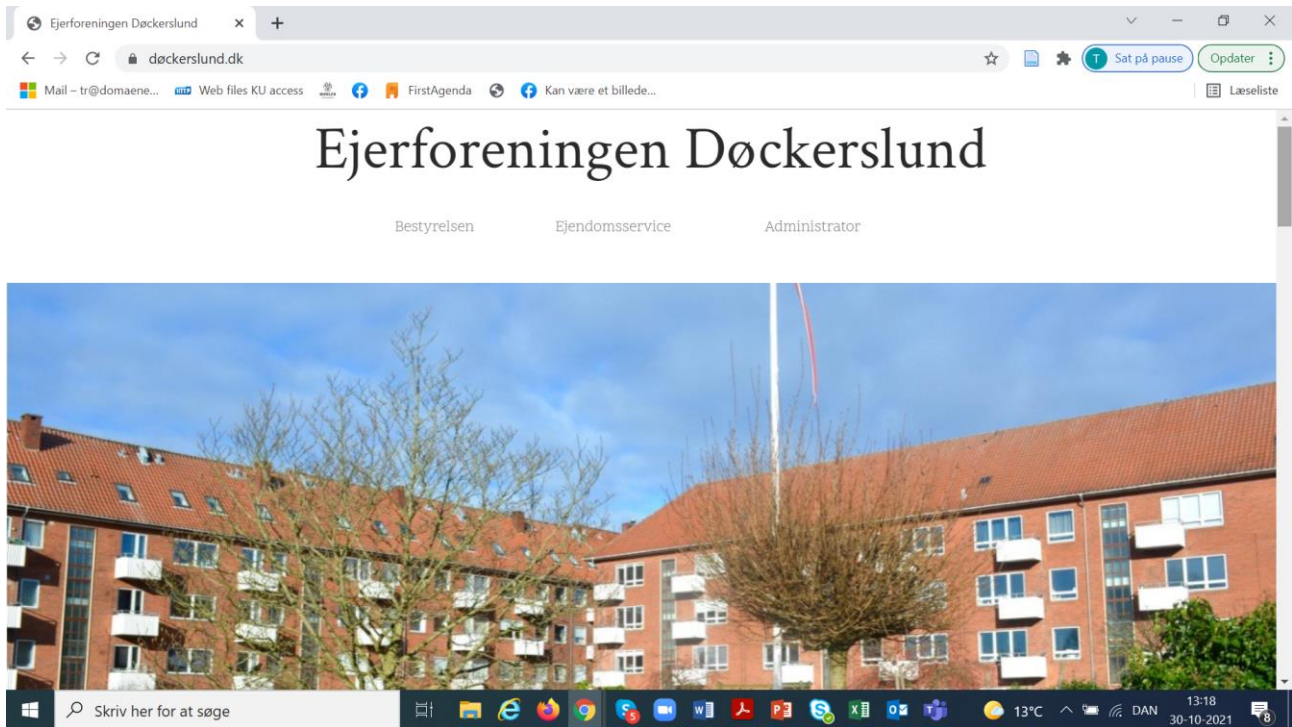 Ejerforeningen Døckerslund
døckerslund.dk
T Sat på pause Opdater
Mail – tr@domaene... Web files KU access FirstAgenda Kan være et billede... Læseliste
Ejerforeningen Døckerslund
Bestyrelsen Ejendomsservice Administrator
Skriv her for at søge 13°C DAN 13:18
30-10-2021 8